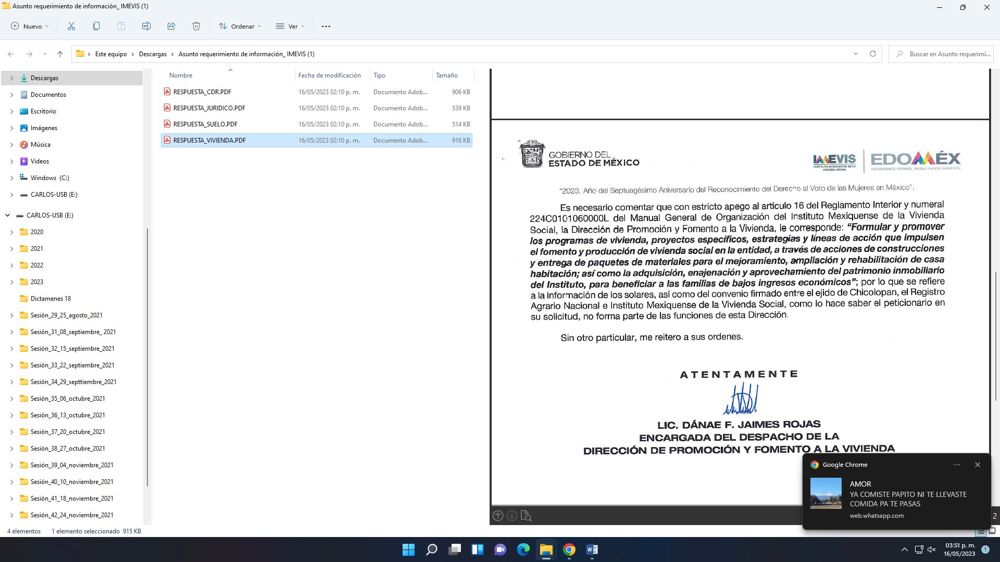 Asunto requerimiento de información_ IMEVIS (1)
Nuevo
Ordenar
Ver
Este equipo
Descargas
Asunto requerimiento de información_ IMEVIS (1)
Buscar en Asunto requerimi...
Descargas
Documentos
Escritorio
Imágenes
Música
Videos
Windows (C:)
CARLOS-USB (E:)
CARLOS-USB (E:)
2020
2021
2022
2023
Dictamenes 18
Sesión_29_25_agosto_2021
Sesión_31_08_septiembre_ 2021
Sesión_32_15_septiembre_2021
Sesión_33_22_septiembre_2021
Sesión_34_29_septtiembre_2021
Sesión_35_06_octubre_2021
Sesión_36_13_octubre_2021
Sesión_37_20_octubre_2021
Sesión_38_27_octubre_2021
Sesión_39_04_noviembre_2021
Sesión_40_10_noviembre_2021
Sesión_41_18_noviembre_2021
Sesión_42_24_noviembre_2021
Nombre Fecha de modificación Tipo Tamaño
RESPUESTA_CDR.PDF 16/05/2023 02:10 p. m. Documento Adob... 906 KB
RESPUESTA_JURIDICO.PDF 16/05/2023 02:10 p. m. Documento Adob... 539 KB
RESPUESTA_SUELO.PDF 16/05/2023 02:10 p. m. Documento Adob... 514 KB
RESPUESTA_VIVIENDA.PDF 16/05/2023 02:10 p. m. Documento Adob... 916 KB
GOBIERNO DEL
ESTADO DE MÉXICO
IMEVIS
INSTITUTO MEXIQUENSE DE LA
VIVIENDA SOCIAL
EDOMÉX
DECISIONES FIRMES, RESULTADOS FUERTES.
"2023. Año del Septuagésimo Aniversario del Reconocimiento del Derecho al Voto de las Mujeres en México".
Es necesario comentar que con estricto apego al artículo 16 del Reglamento Interior y numeral
224C0101060000L del Manual General de Organización del Instituto Mexiquense de la Vivienda
Social, la Dirección de Promoción y Fomento a la Vivienda, le corresponde: "Formular y promover
los programas de vivienda, proyectos específicos, estrategias y líneas de acción que impulsen
el fomento y producción de vivienda social en la entidad, a través de acciones de construcciones
y entrega de paquetes de materiales para el mejoramiento, ampliación y rehabilitación de casa
habitación; así como la adquisición, enajenación y aprovechamiento del patrimonio inmobiliario
del Instituto, para beneficiar a las familias de bajos ingresos económicos"; por lo que se refiere
a la información de los solares, así como del convenio firmado entre el ejido de Chicolopan, el Registro
Agrario Nacional e Instituto Mexiquense de la Vivienda Social, como lo hace saber el peticionario en
su solicitud, no forma parte de las funciones de esta Dirección.
Sin otro particular, me reitero a sus ordenes.
ATENTAMENTE
LIC. DÁNAE F. JAIMES ROJAS
ENCARGADA DEL DESPACHO DE LA
DIRECCIÓN DE PROMOCIÓN Y FOMENTO A LA VIVIENDA
Google Chrome
AMOR
YA COMISTE PAPITO NI TE LLEVASTE
COMIDA PA TE PASAS
web.whatsapp.com
2
4 elementos
1 elemento seleccionado 915 KB
03:51 p. m.
16/05/2023
1